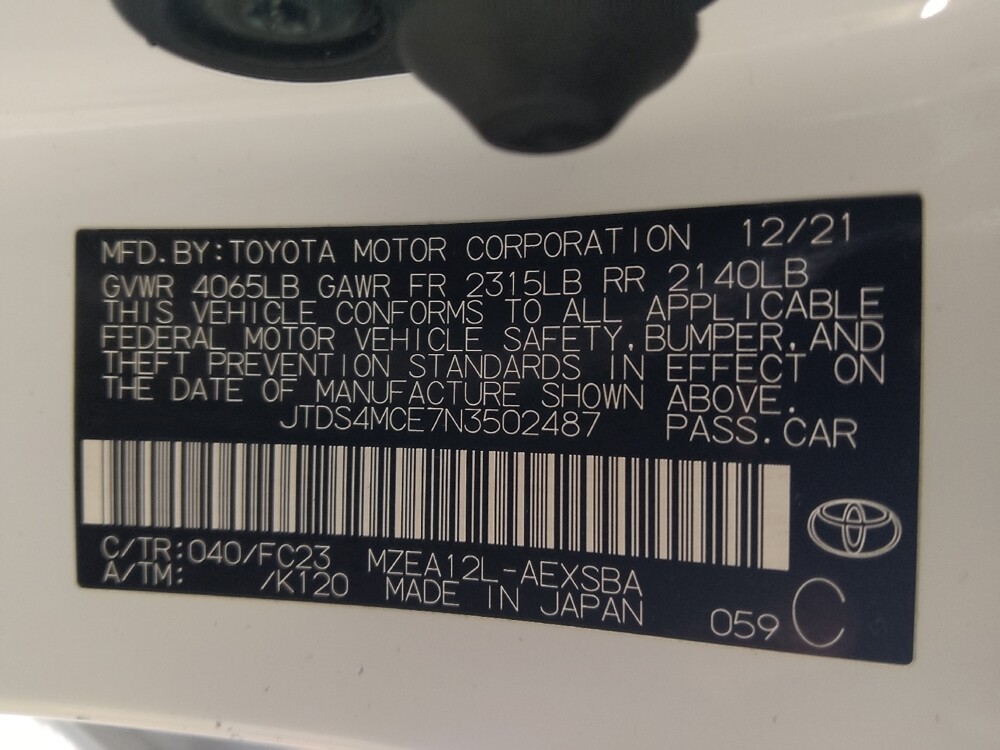 MFD.BY:TOYOTA MOTOR CORPORATION 12/21
GVWR 4065LB GAWR FR 2315LB RR 2140LB
THIS VEHICLE CONFORMS TO ALL APPLICABLE
FEDERAL MOTOR VEHICLE SAFETY,BUMPER,AND
THEFT PREVENTION STANDARDS IN EFFECT ON
THE DATE OF MANUFACTURE SHOWN ABOVE.
JTDS4MCE7N3502487 PASS.CAR
C/TR:040/FC23 MZEA12L-AEXSBA
A/TM: /K120 MADE IN JAPAN
059 C